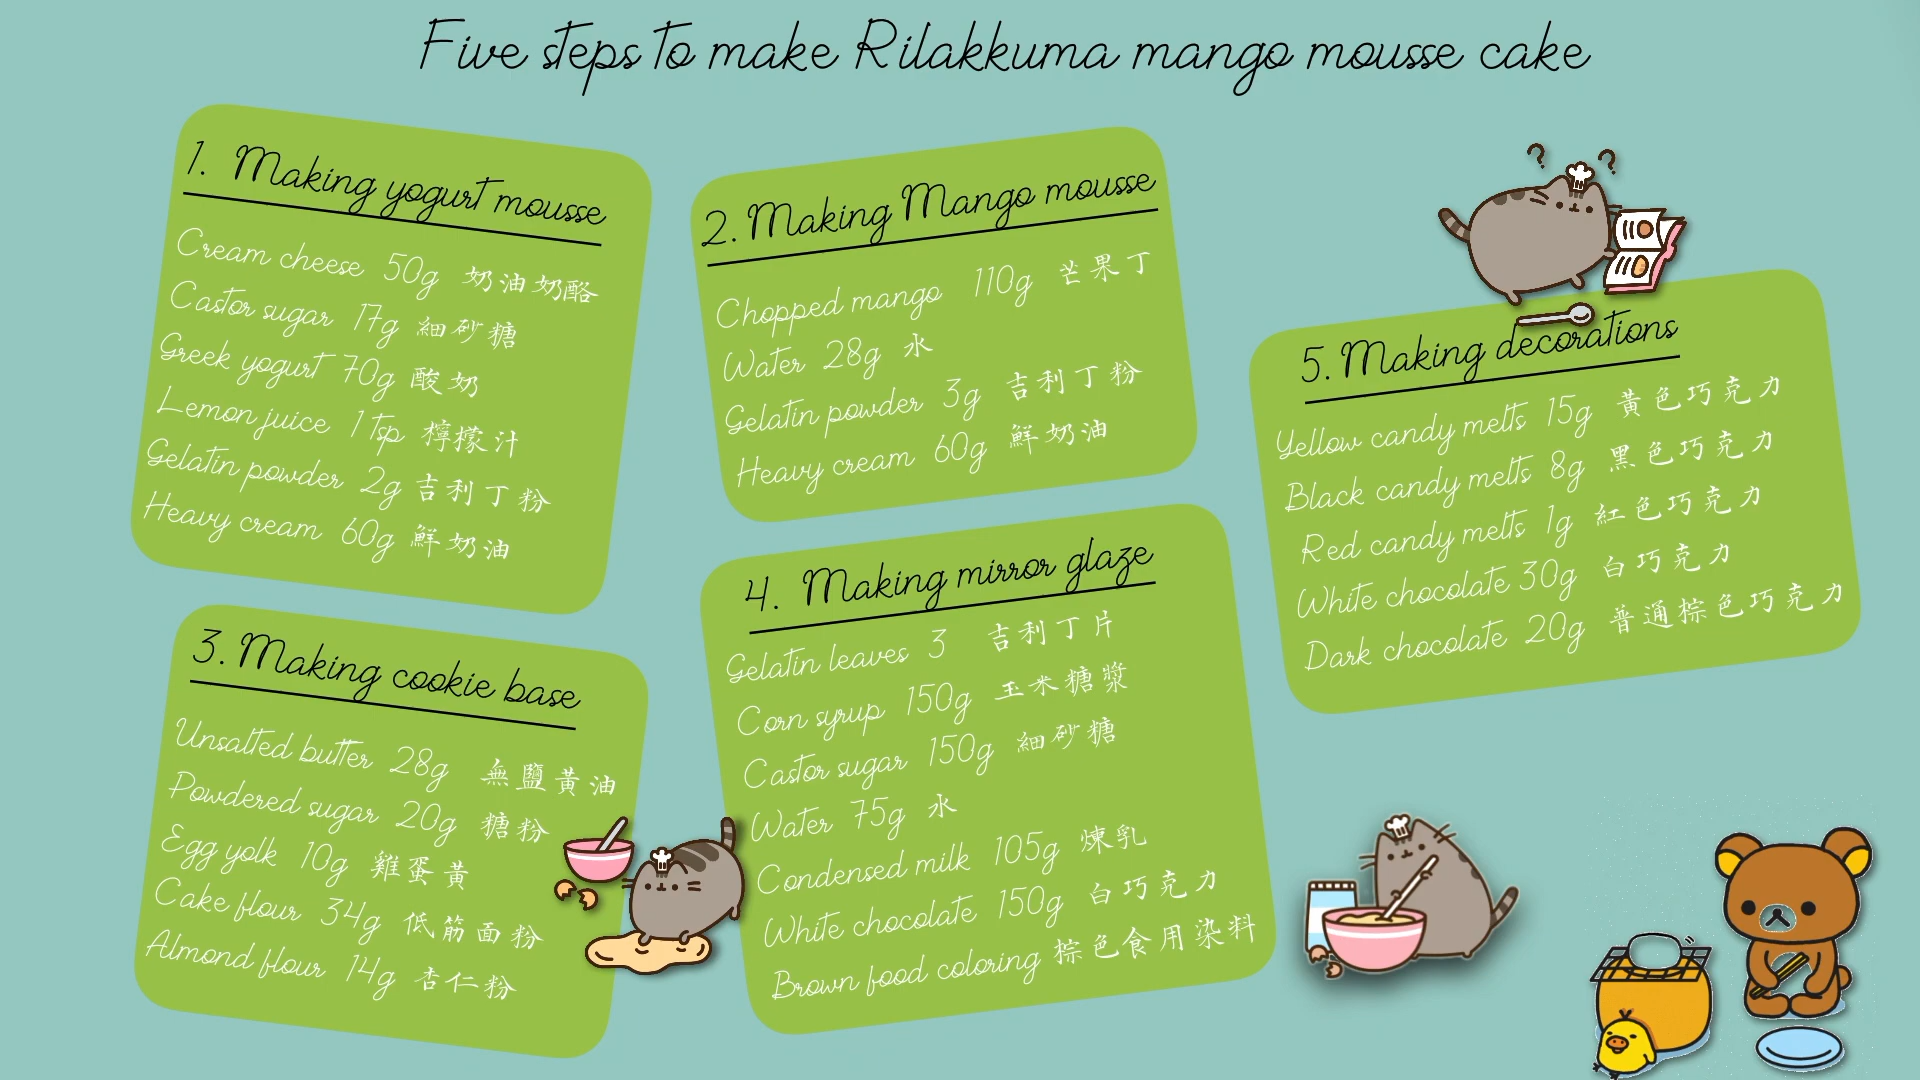 Five steps to make Rilakkuma mango mousse cake
1. Making yogurt mousse
Cream cheese 50g 奶油奶酪
Castor sugar 17g 細砂糖
Greek yogurt 70g 酸奶
Lemon juice 1 tsp 檸檬汁
Gelatin powder 2g 吉利丁粉
Heavy cream 60g 鮮奶油
2. Making Mango mousse
Chopped mango 110g 芒果丁
Water 28g 水
Gelatin powder 3g 吉利丁粉
Heavy cream 60g 鮮奶油
3. Making cookie base
Unsalted butter 28g 無鹽黃油
Powdered sugar 20g 糖粉
Egg yolk 10g 雞蛋黃
Cake flour 34g 低筋面粉
Almond flour 14g 杏仁粉
4. Making mirror glaze
Gelatin leaves 3 吉利丁片
Corn syrup 150g 玉米糖漿
Castor sugar 150g 細砂糖
Water 75g 水
Condensed milk 105g 煉乳
White chocolate 150g 白巧克力
Brown food coloring 棕色食用染料
5. Making decorations
Yellow candy melts 15g 黃色巧克力
Black candy melts 8g 黑色巧克力
Red candy melts 1g 紅色巧克力
White chocolate 30g 白巧克力
Dark chocolate 20g 普通棕色巧克力